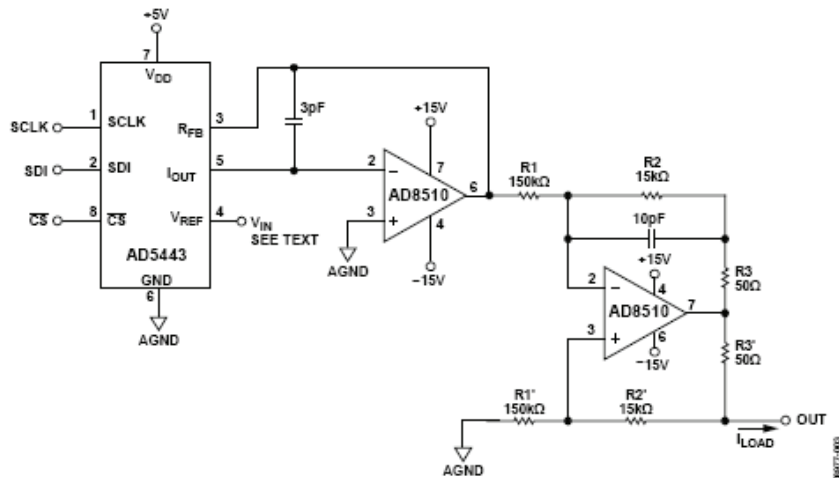 +5V
7
VDD
SCLK
1
SCLK
RFB
3
3pF
+15V
SDI
2
SDI
IOUT
5
2
−
7
6
AD8510
3
+
4
−15V
AGND
R1
150kΩ
R2
15kΩ
CS
8
CS
VREF
4
VIN
SEE TEXT
AD5443
GND
6
AGND
10pF
+15V
R3
50Ω
2
−
4
AD8510
7
3
+
6
−15V
R3'
50Ω
R1'
150kΩ
R2'
15kΩ
OUT
ILOAD
AGND